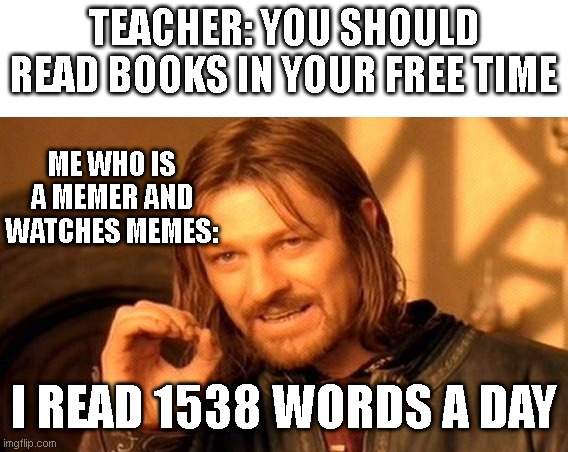 TEACHER: YOU SHOULD
READ BOOKS IN YOUR FREE TIME
ME WHO IS
A MEMER AND
WATCHES MEMES:
I READ 1538 WORDS A DAY
imgflip.com